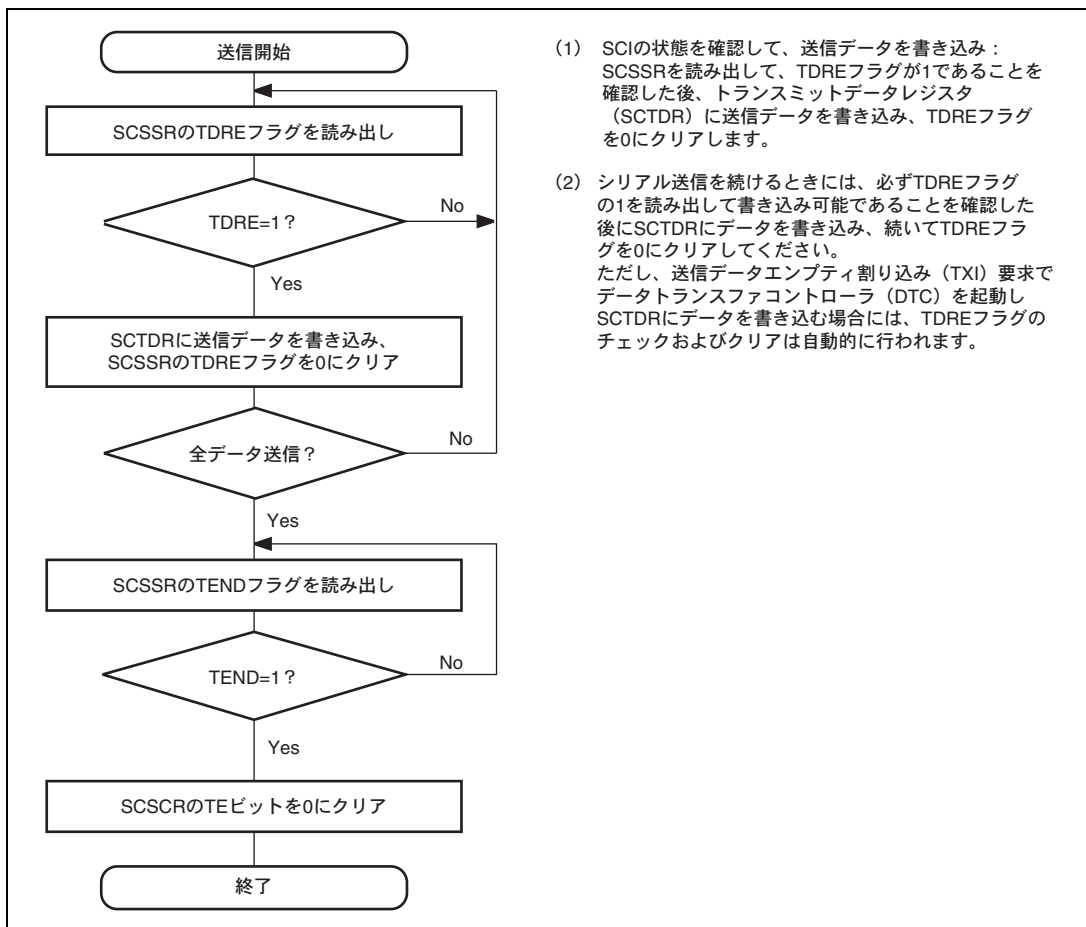 送信開始
SCSSRのTDREフラグを読み出し
TDRE=1？
No
Yes
SCTDRに送信データを書き込み、
SCSSRのTDREフラグを0にクリア
全データ送信？
No
Yes
SCSSRのTENDフラグを読み出し
TEND=1？
No
Yes
SCSCRのTEビットを0にクリア
終了
(1) SCIの状態を確認して、送信データを書き込み：
SCSSRを読み出して、TDREフラグが1であることを
確認した後、トランスミットデータレジスタ
（SCTDR）に送信データを書き込み、TDREフラグ
を0にクリアします。
(2) シリアル送信を続けるときには、必ずTDREフラグ
の1を読み出して書き込み可能であることを確認した
後にSCTDRにデータを書き込み、続いてTDREフラ
グを0にクリアしてください。
ただし、送信データエンプティ割り込み（TXI）要求で
データトランスファコントローラ（DTC）を起動し
SCTDRにデータを書き込む場合には、TDREフラグの
チェックおよびクリアは自動的に行われます。